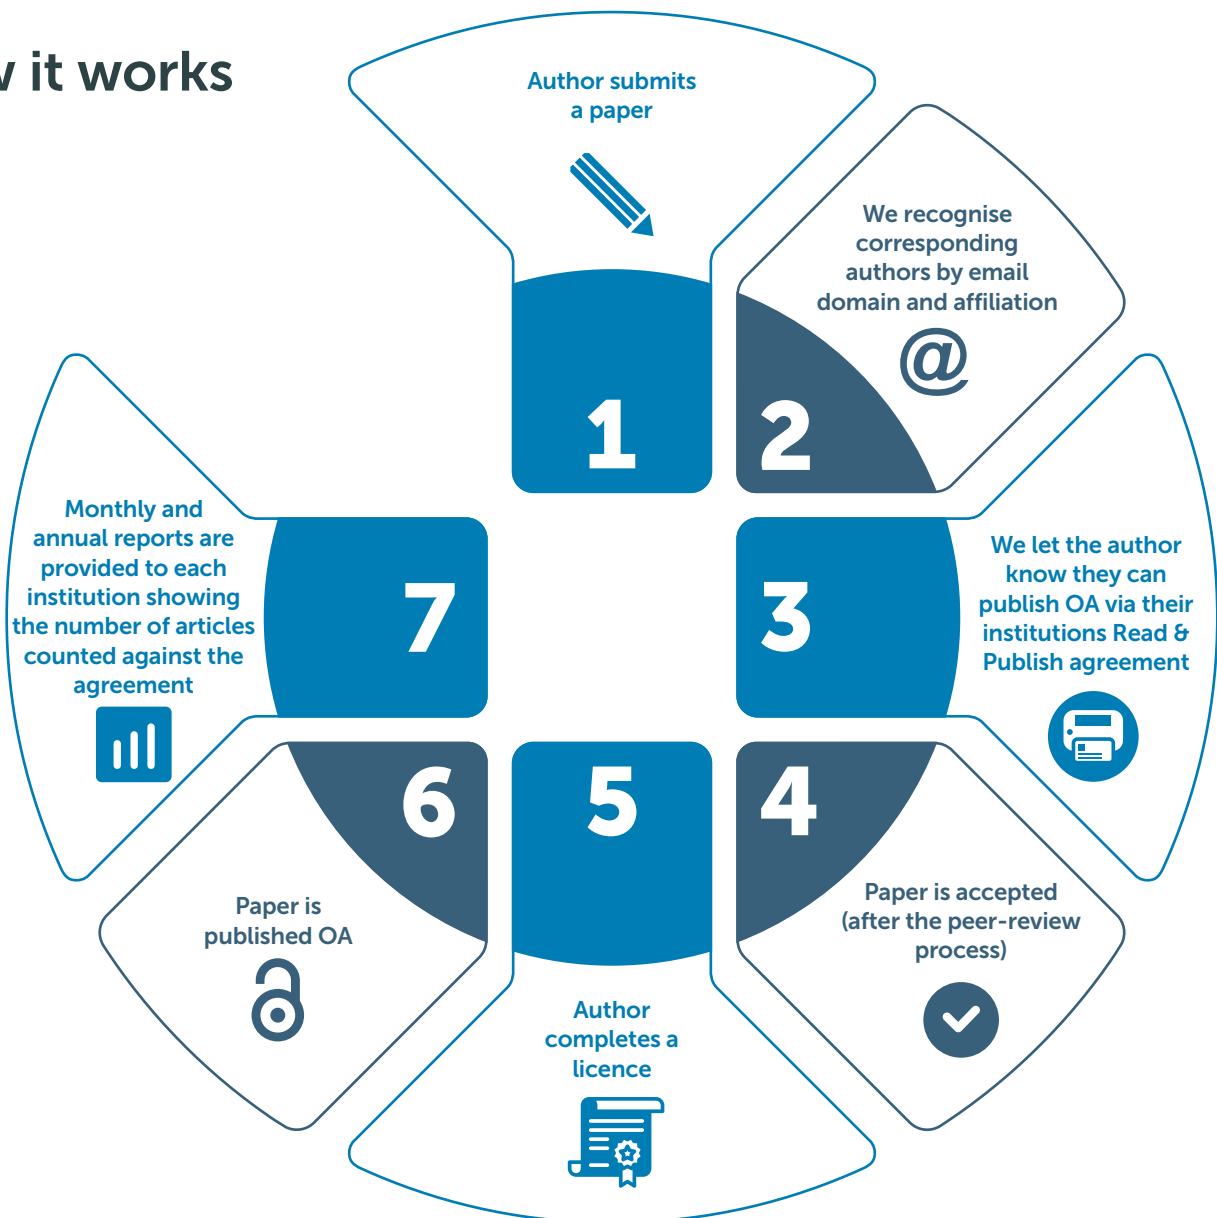 it works
Author submits
a paper
1
We recognise
corresponding
authors by email
domain and affiliation
@
2
We let the author
know they can
publish OA via their
institutions Read &
Publish agreement
3
Paper is accepted
(after the peer-review
process)
4
Author
completes a
licence
5
Paper is
published OA
6
Monthly and
annual reports are
provided to each
institution showing
the number of articles
counted against the
agreement
7